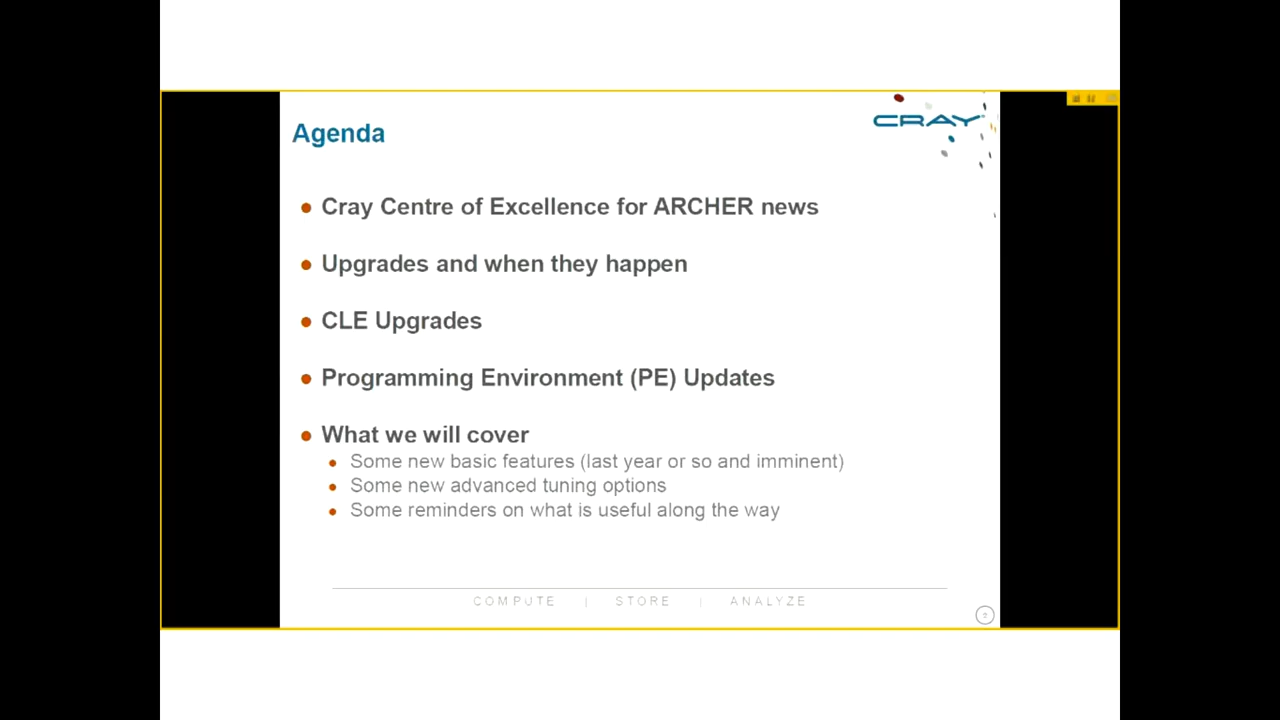 Agenda
CRAY
Cray Centre of Excellence for ARCHER news
Upgrades and when they happen
CLE Upgrades
Programming Environment (PE) Updates
What we will cover
Some new basic features (last year or so and imminent)
Some new advanced tuning options
Some reminders on what is useful along the way
COMPUTE | STORE | ANALYZE